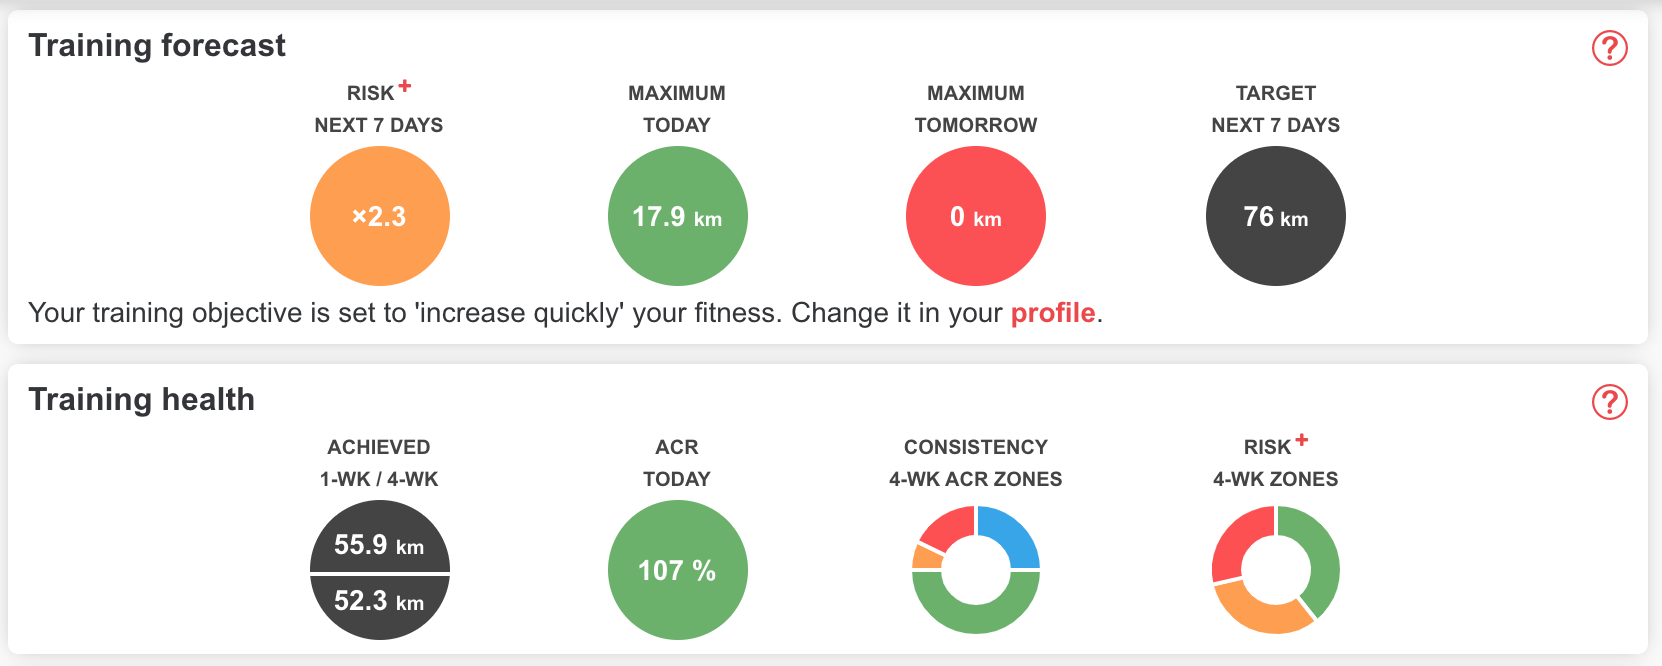 Training forecast
?
RISK +
NEXT 7 DAYS
MAXIMUM
TODAY
MAXIMUM
TOMORROW
TARGET
NEXT 7 DAYS
×2.3
17.9 km
0 km
76 km
Your training objective is set to 'increase quickly' your fitness. Change it in your profile.
Training health
?
ACHIEVED
1-WK / 4-WK
ACR
TODAY
CONSISTENCY
4-WK ACR ZONES
RISK +
4-WK ZONES
55.9 km
52.3 km
107 %